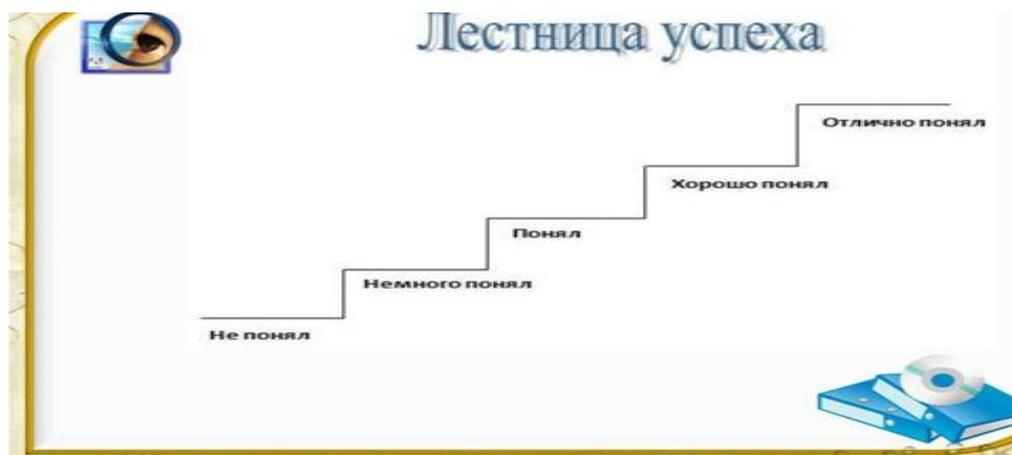 Лестница успеха
Отлично понял
Хорошо понял
Понял
Немного понял
Не понял